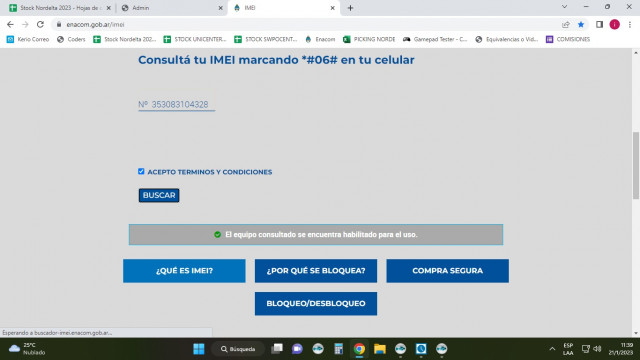 Stock Nordelta 2023 - Hojas de c
Admin
IMEI
enacom.gob.ar/imei
Kerio Correo
Coders
Stock Nordelta 202...
STOCK UNICENTER...
STOCK SWPOCENT...
Enacom
PICKING NORDE
Gamepad Tester - C...
Equivalencias o Vid...
COMISIONES
Consultá tu IMEI marcando *#06# en tu celular
Nº 353083104328
ACEPTO TERMINOS Y CONDICIONES
BUSCAR
El equipo consultado se encuentra habilitado para el uso.
¿QUÉ ES IMEI?
¿POR QUÉ SE BLOQUEA?
COMPRA SEGURA
BLOQUEO/DESBLOQUEO
Esperando a buscador-imei.enacom.gob.ar...
25°C
Nublado
Búsqueda
ESP
LAA
11:39
21/1/2023